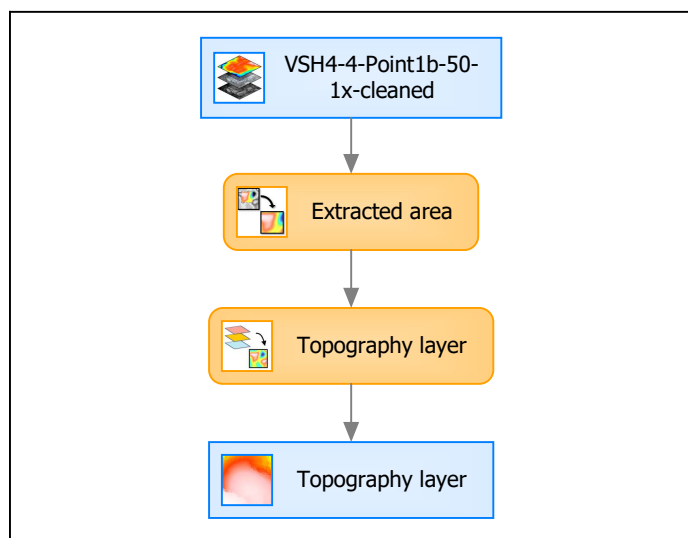 VSH4-4-Point1b-50-
1x-cleaned
Extracted area
Topography layer
Topography layer